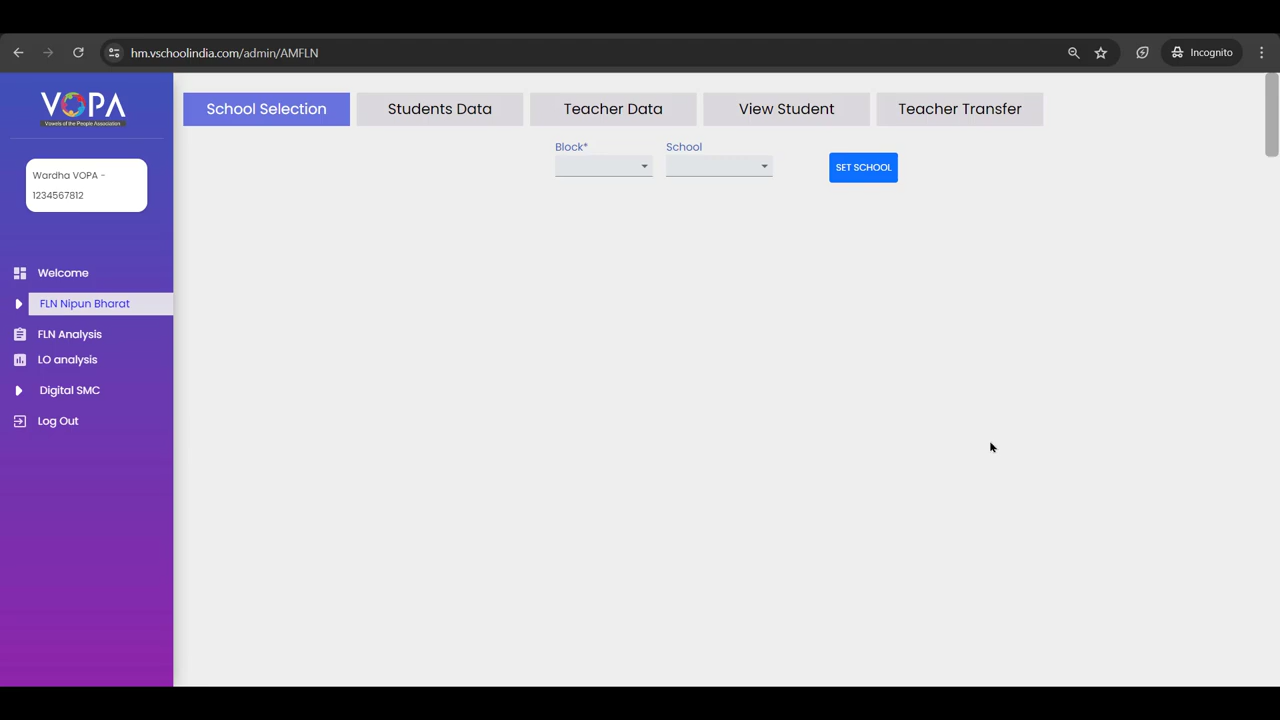 hm.vschoolindia.com/admin/AMFLN
Incognito
VOPA
Vowels of the People Association
Wardha VOPA -
1234567812
Welcome
FLN Nipun Bharat
FLN Analysis
LO analysis
Digital SMC
Log Out
School Selection
Students Data
Teacher Data
View Student
Teacher Transfer
Block*
School
SET SCHOOL